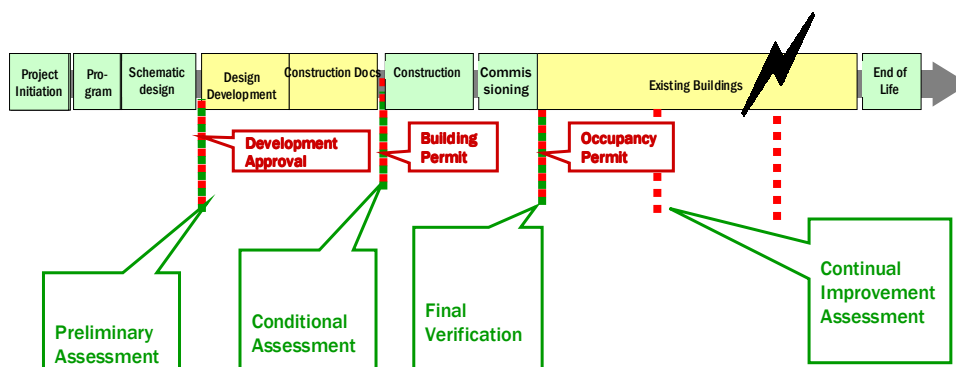 Project
Initiation
Pro-
gram
Schematic
design
Design
Development
Construction Docs
Construction
Commis
sioning
Existing Buildings
End of
Life
Development
Approval
Building
Permit
Occupancy
Permit
Preliminary
Assessment
Conditional
Assessment
Final
Verification
Continual
Improvement
Assessment